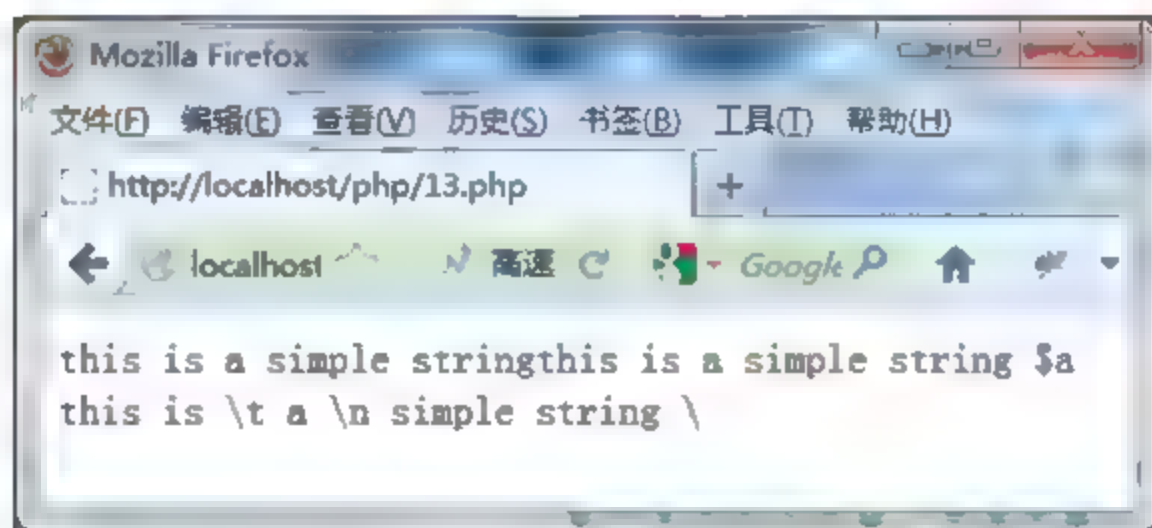 Mozilla Firefox
文件(F) 编辑(E) 查看(V) 历史(S) 书签(B) 工具(T) 帮助(H)
http://localhost/php/13.php +
localhost 高速 Google
this is a simple stringthis is a simple string $a
this is \t a \n simple string \